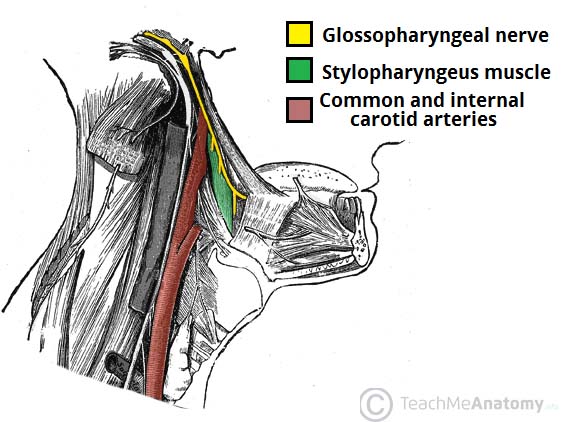 Glossopharyngeal nerve
Stylopharyngeus muscle
Common and internal
carotid arteries
© TeachMeAnatomy.info